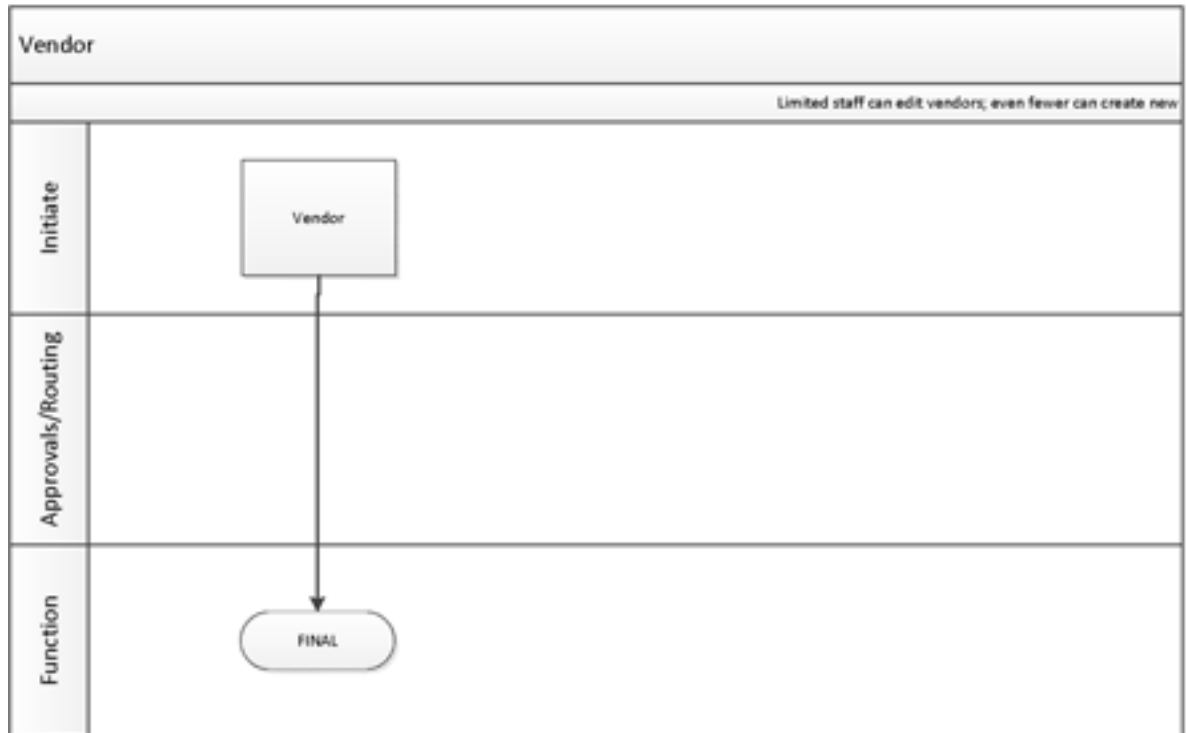 Vendor
Limited staff can edit vendors; even fewer can create new
Initiate
Vendor
Approvals/Routing
Function
FINAL